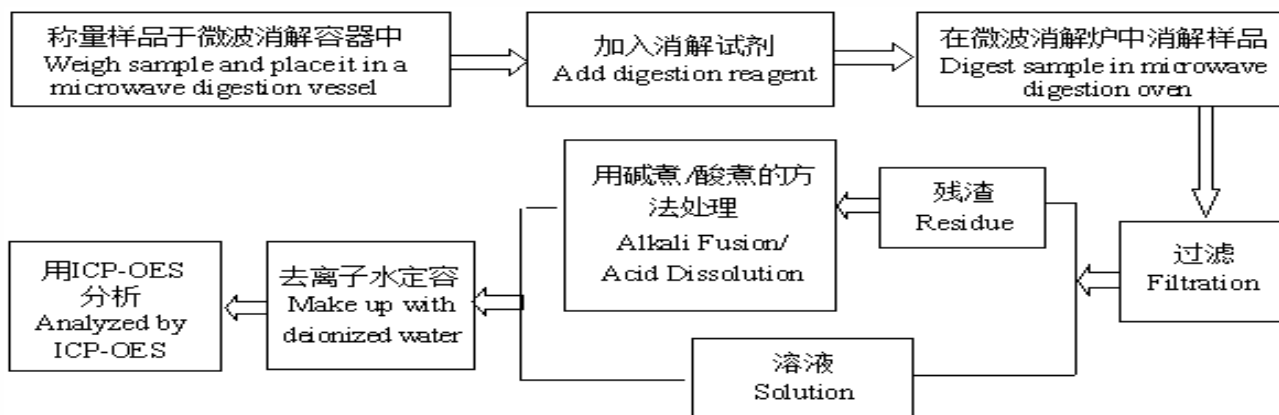 称量样品于微波消解容器中
Weigh sample and place it in a
microwave digestion vessel
加入消解试剂
Add digestion reagent
在微波消解炉中消解样品
Digest sample in microwave
digestion oven
过滤
Filtration
残渣
Residue
用碱煮/酸煮的方
法处理
Alkali Fusion/
Acid Dissolution
溶液
Solution
去离子水定容
Make up with
deionized water
用ICP-OES
分析
Analyzed by
ICP-OES